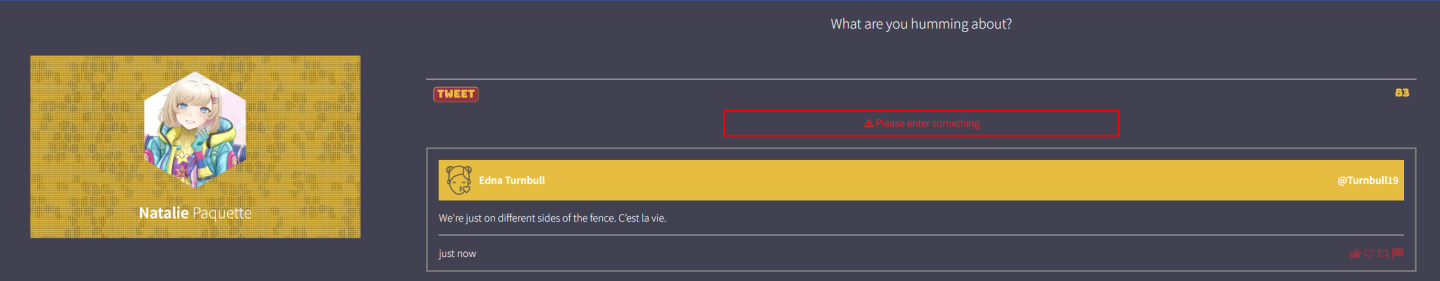 What are you humming about?
Natalie Paquette
TWEET
83
⚠ Please enter something
Edna Turnbull
@Turnbull19
We're just on different sides of the fence. C'est la vie.
just now